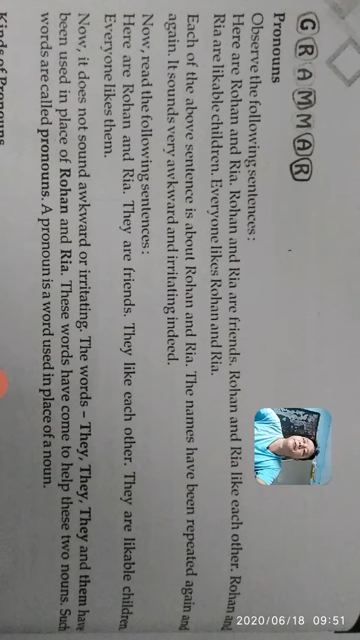 GRAMMAR
Pronouns
Observe the following sentences :
Here are Rohan and Ria. Rohan and Ria are friends. Rohan and Ria like each other. Rohan and
Ria are likable children. Everyone likes Rohan and Ria.
Each of the above sentence is about Rohan and Ria. The names have been repeated again and
again. It sounds very awkward and irritating indeed.
Now, read the following sentences :
Here are Rohan and Ria. They are friends. They like each other. They are likable children.
Everyone likes them.
Now, it does not sound awkward or irritating. The words – They, They, They and them have
been used in place of Rohan and Ria. These words have come to help these two nouns. Such
words are called pronouns. A pronoun is a word used in place of a noun.
Kinds of Pronouns
2020/06/18 09:51